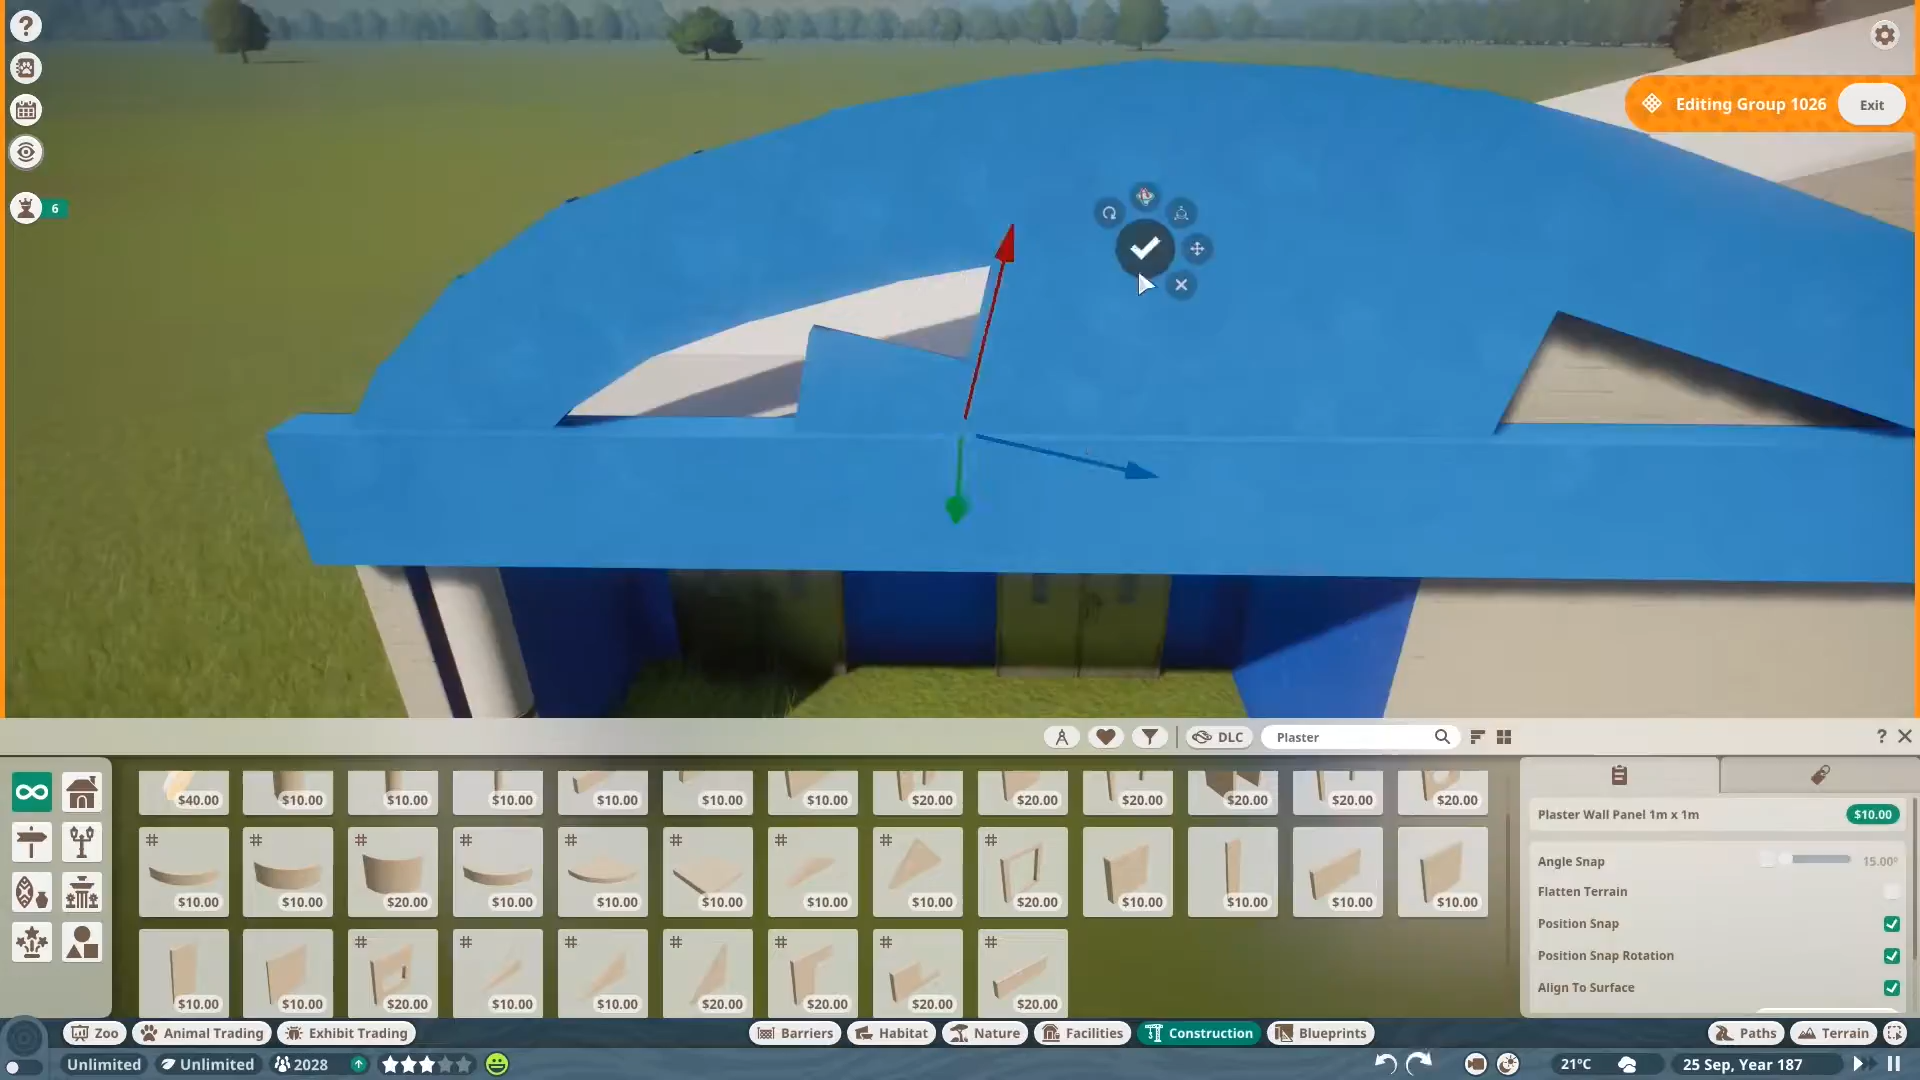 ?
Editing Group 1026
Exit
6
DLC
Plaster
?
$40.00
$10.00
$10.00
$10.00
$10.00
$10.00
$10.00
$20.00
$20.00
$20.00
$20.00
$20.00
$20.00
#
$10.00
#
$10.00
#
$20.00
#
$10.00
#
$10.00
#
$10.00
#
$10.00
#
$10.00
#
$20.00
$10.00
$10.00
$10.00
$10.00
$10.00
$10.00
#
$20.00
#
$10.00
#
$10.00
#
$20.00
#
$20.00
#
$20.00
#
$20.00
Plaster Wall Panel 1m x 1m
$10.00
Angle Snap
15.00°
Flatten Terrain
Position Snap
Position Snap Rotation
Align To Surface
Zoo
Animal Trading
Exhibit Trading
Barriers
Habitat
Nature
Facilities
Construction
Blueprints
Paths
Terrain
Unlimited
Unlimited
2028
21°C
25 Sep, Year 187